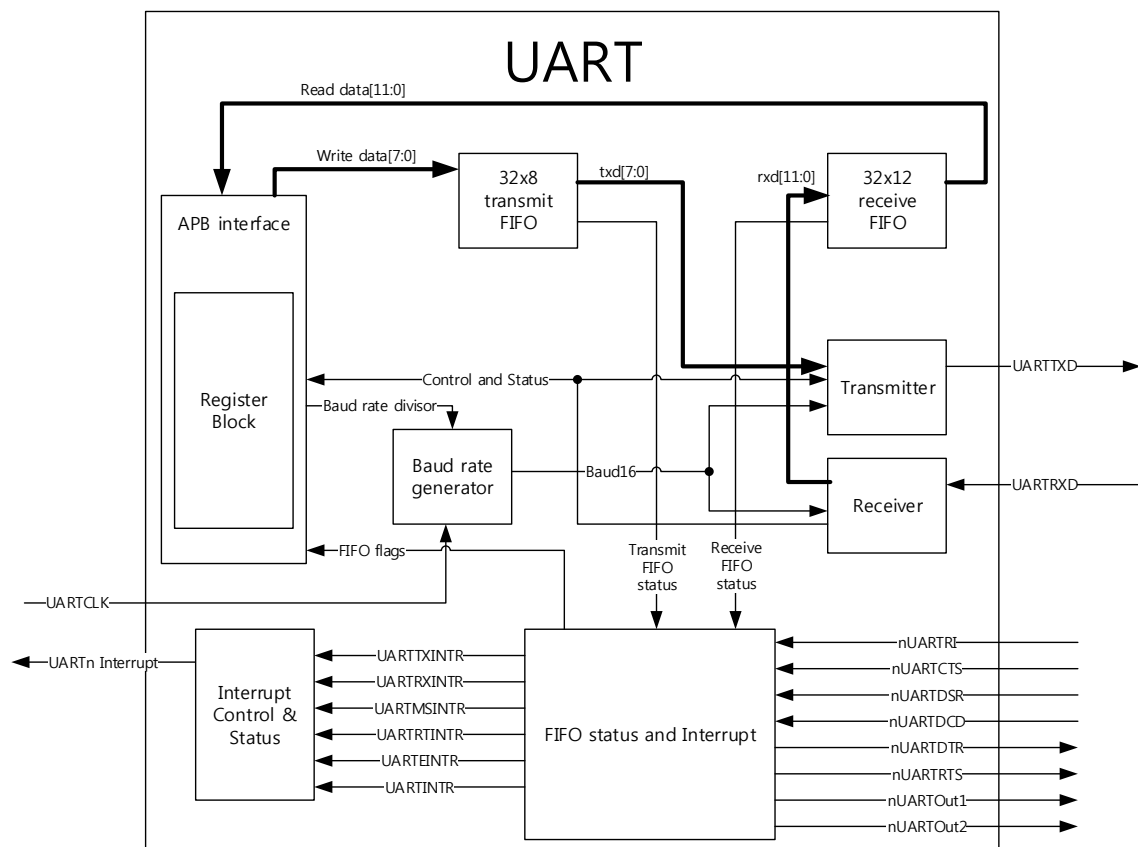 UART
Read data[11:0]
Write data[7:0]
32x8
transmit
FIFO
txd[7:0]
rxd[11:0]
32x12
receive
FIFO
APB interface
Register
Block
Control and Status
Baud rate divisor
Baud rate
generator
Baud16
Transmitter
UARTTXD
Receiver
UARTRXD
FIFO flags
Transmit
FIFO
status
Receive
FIFO
status
UARTCLK
UARTn Interrupt
Interrupt
Control &
Status
UARTTXINTR
UARTRXINTR
UARTMSINTR
UARTRTINTR
UARTEINTR
UARTINTR
FIFO status and Interrupt
nUARTRI
nUARTCTS
nUARTDSR
nUARTDCD
nUARTDTR
nUARTRTS
nUARTOut1
nUARTOut2